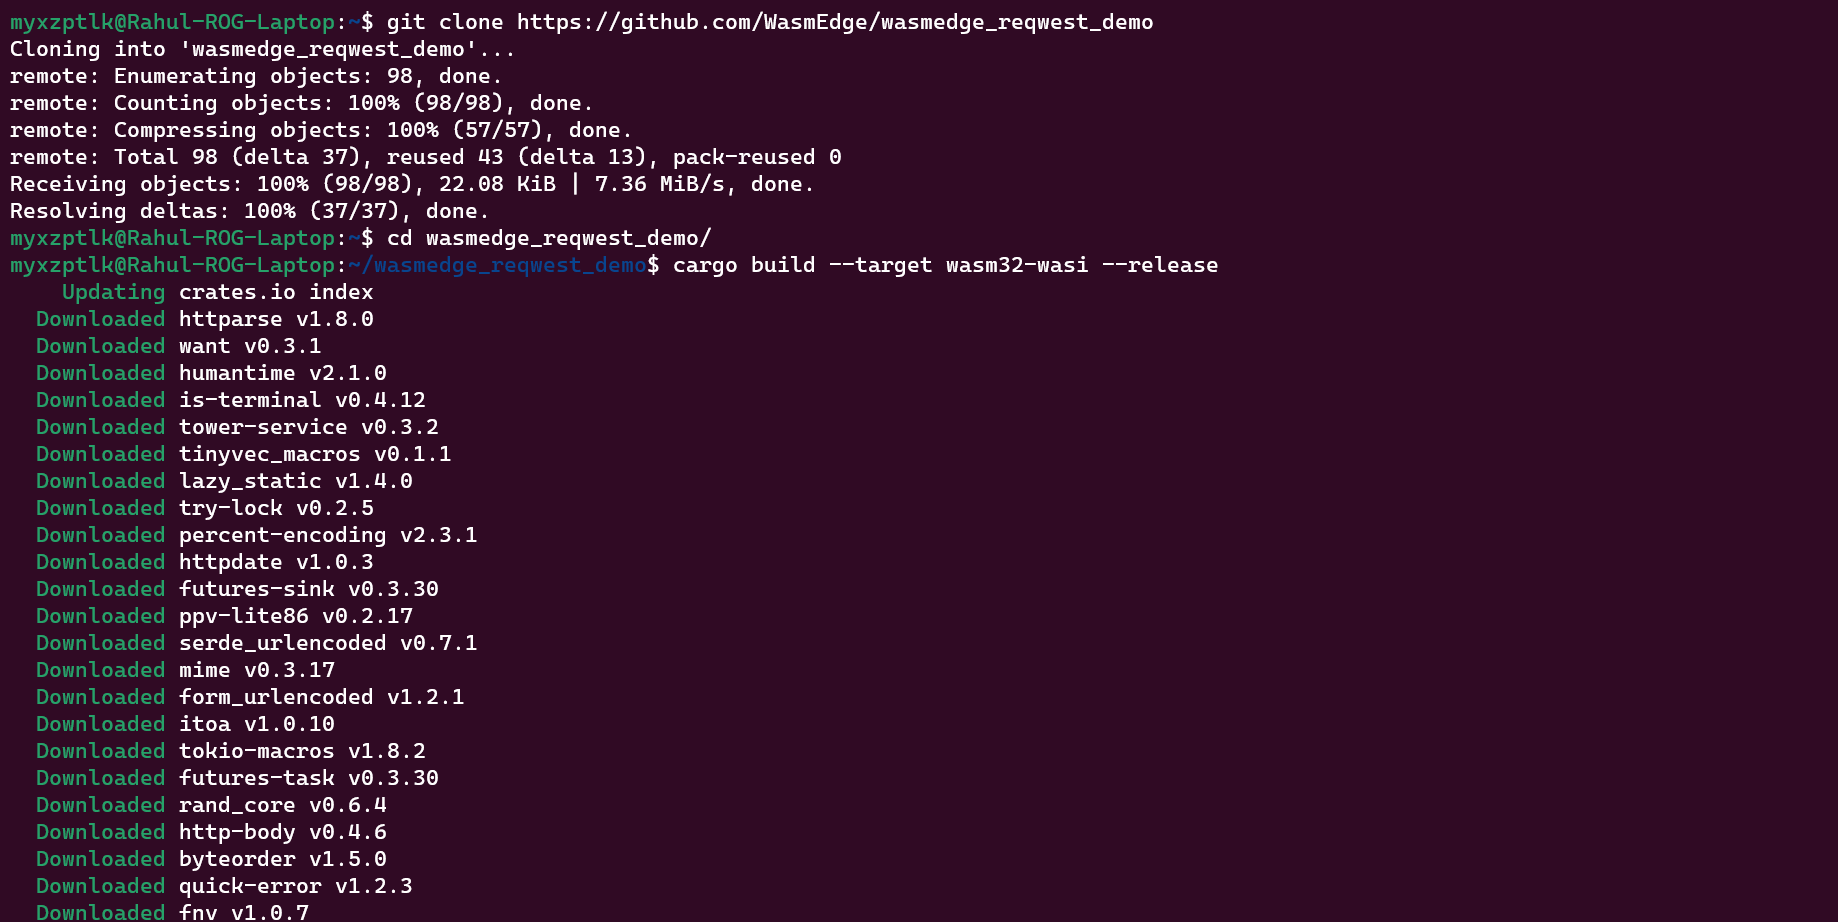 myxzptlk@Rahul-ROG-Laptop:~$ git clone https://github.com/WasmEdge/wasmedge_reqwest_demo
Cloning into 'wasmedge_reqwest_demo'...
remote: Enumerating objects: 98, done.
remote: Counting objects: 100% (98/98), done.
remote: Compressing objects: 100% (57/57), done.
remote: Total 98 (delta 37), reused 43 (delta 13), pack-reused 0
Receiving objects: 100% (98/98), 22.08 KiB | 7.36 MiB/s, done.
Resolving deltas: 100% (37/37), done.
myxzptlk@Rahul-ROG-Laptop:~$ cd wasmedge_reqwest_demo/
myxzptlk@Rahul-ROG-Laptop:~/wasmedge_reqwest_demo$ cargo build --target wasm32-wasi --release
Updating crates.io index
Downloaded httparse v1.8.0
Downloaded want v0.3.1
Downloaded humantime v2.1.0
Downloaded is-terminal v0.4.12
Downloaded tower-service v0.3.2
Downloaded tinyvec_macros v0.1.1
Downloaded lazy_static v1.4.0
Downloaded try-lock v0.2.5
Downloaded percent-encoding v2.3.1
Downloaded httpdate v1.0.3
Downloaded futures-sink v0.3.30
Downloaded ppv-lite86 v0.2.17
Downloaded serde_urlencoded v0.7.1
Downloaded mime v0.3.17
Downloaded form_urlencoded v1.2.1
Downloaded itoa v1.0.10
Downloaded tokio-macros v1.8.2
Downloaded futures-task v0.3.30
Downloaded rand_core v0.6.4
Downloaded http-body v0.4.6
Downloaded byteorder v1.5.0
Downloaded quick-error v1.2.3
Downloaded fnv v1.0.7